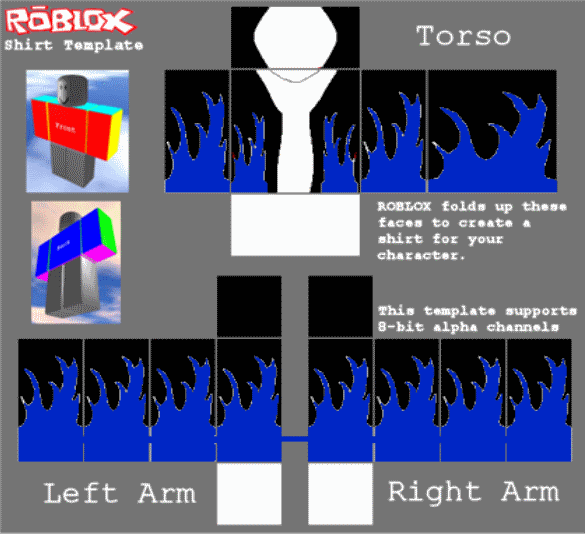 ROBLOX
Shirt Template
Torso
Front
Back
ROBLOX folds up these
faces to create a
shirt for your
character.
This template supports
8-bit alpha channels
Left Arm
Right Arm